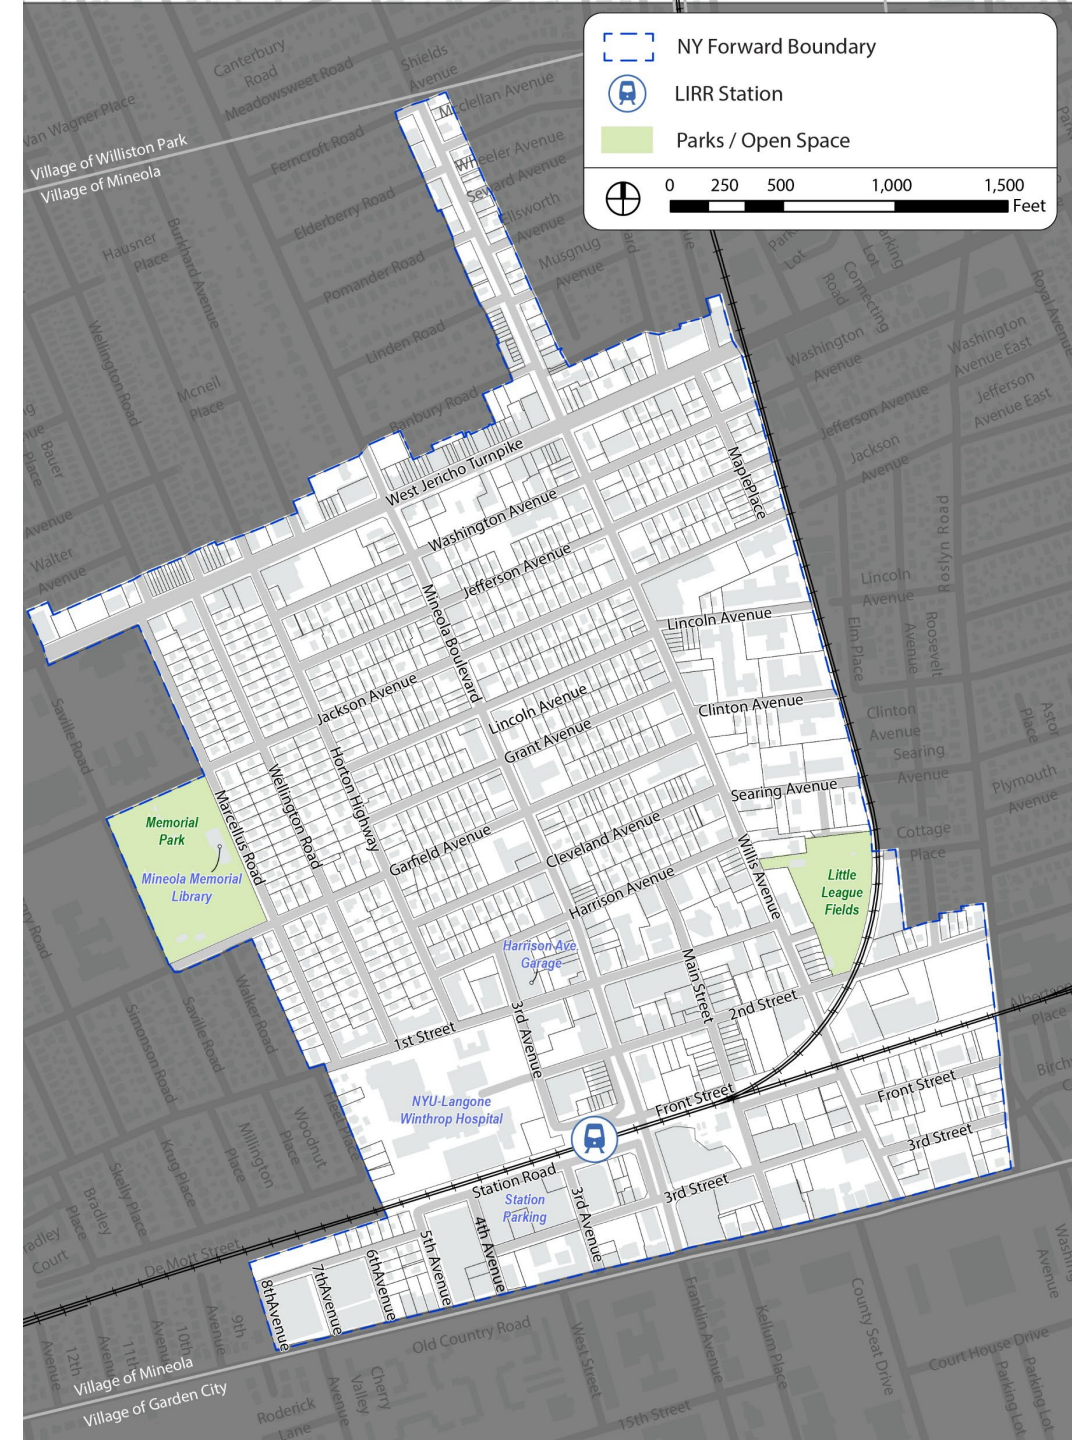 NY Forward Boundary
LIRR Station
Parks / Open Space
0 250 500 1,000 1,500
Feet
Canterbury
Road
Shields
Avenue
Meadowsweet Road
Van Wagner Place
Mcclellan Avenue
Village of Williston Park
Village of Mineola
Ferncroft Road
Wheeler Avenue
Seward Avenue
Elderberry Road
Ellsworth
Avenue
Hausner
Place
Burkhard Avenue
Musgnug
Avenue
Pomander Road
Parking
Lot
Connecting
Road
Royal Avenue
Wellington Road
Linden Road
Washington
Avenue
Washington
Avenue East
Mcneil
Place
Banbury Road
Jefferson Avenue
Jefferson
Avenue East
Bauer
Place
West Jericho Turnpike
Jackson
Avenue
Maple Place
Washington Avenue
Avenue
Walter
Avenue
Jefferson Avenue
Roslyn Road
Lincoln
Avenue
Mineola Boulevard
Lincoln Avenue
Elm Place
Roosevelt
Avenue
Jackson Avenue
Lincoln Avenue
Clinton Avenue
Saville Road
Clinton
Avenue
Astor
Place
Grant Avenue
Horton Highway
Searing
Avenue
Wellington Road
Marcellus Road
Searing Avenue
Plymouth
Avenue
Memorial
Park
Mineola Memorial
Library
Garfield Avenue
Cleveland Avenue
Willis Avenue
Cottage
Place
Little
League
Fields
Harrison Avenue
Harrison Ave.
Garage
Main Street
2nd Street
Walker Road
Saville Road
Simonson Road
1st Street
3rd Avenue
Albertson
Place
NYU-Langone
Winthrop Hospital
Front Street
Front Street
Fleet Place
Woodnut
Place
Millington
Place
Krug Place
Skelly Place
Bradley
Place
3rd Street
Station Road
Station
Parking
3rd Street
3rd Avenue
4th Avenue
5th Avenue
6thAvenue
7thAvenue
8thAvenue
De Mott Street
Court
9th
Avenue
10th
Avenue
11th
Avenue
12th
Avenue
Old Country Road
West Street
Franklin Avenue
Kellum Place
County Seat Drive
Court House Drive
Parking Lot
Parking Lot
Village of Mineola
Village of Garden City
Cherry
Valley
Avenue
Roderick
Lane
15th Street